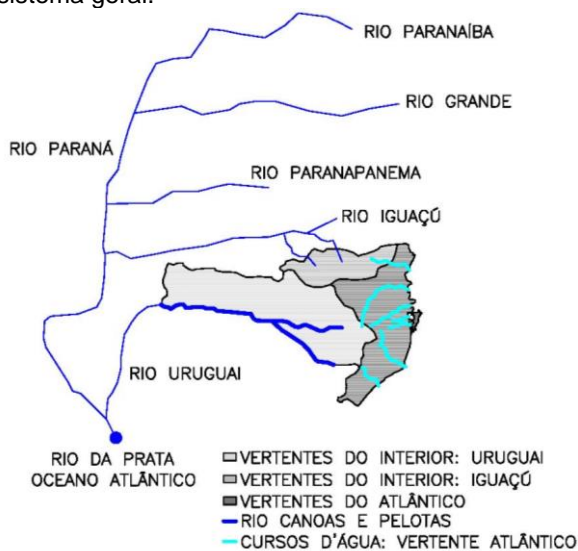 sistema geral.
RIO PARANAÍBA
RIO GRANDE
RIO PARANÁ
RIO PARANAPANEMA
RIO IGUAÇÚ
RIO URUGUAI
RIO DA PRATA
OCEANO ATLÂNTICO
VERTENTES DO INTERIOR: URUGUAI
VERTENTES DO INTERIOR: IGUAÇÚ
VERTENTES DO ATLÂNTICO
RIO CANOAS E PELOTAS
CURSOS D'ÁGUA: VERTENTE ATLÂNTICO